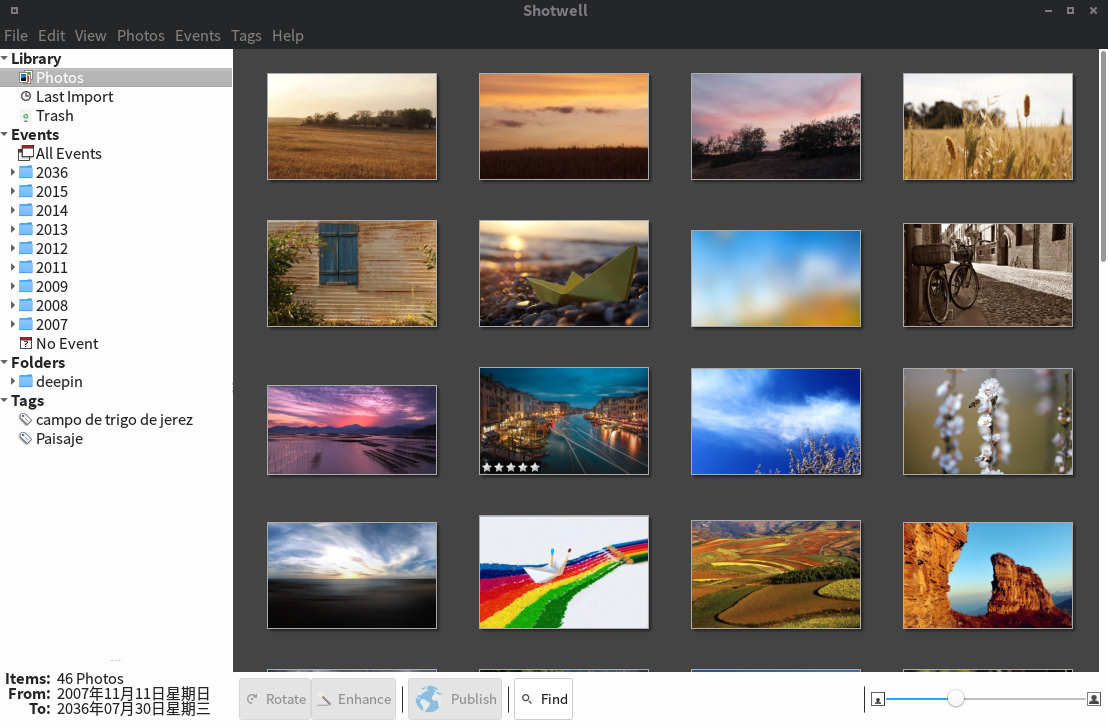 Shotwell
File Edit View Photos Events Tags Help
Library
Photos
Last Import
Trash
Events
All Events
2036
2015
2014
2013
2012
2011
2009
2008
2007
No Event
Folders
deepin
Tags
campo de trigo de jerez
Paisaje
Items: 46 Photos
From: 2007年11月11日星期日
To: 2036年07月30日星期三
Rotate Enhance Publish Find